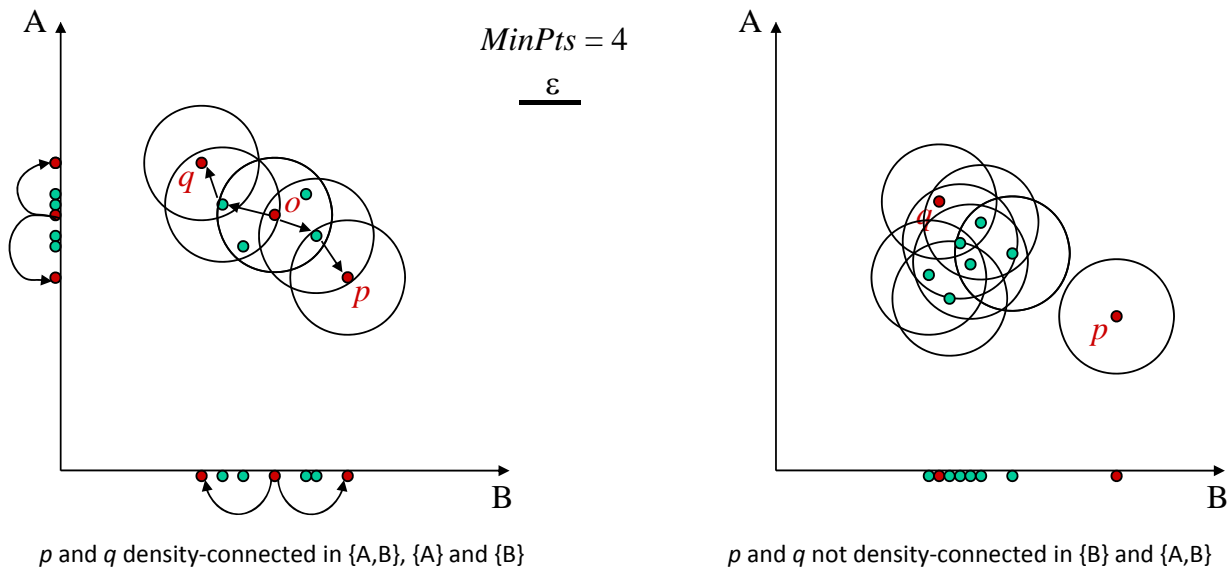 A
MinPts = 4
ε
q
o
p
B
p and q density-connected in {A,B}, {A} and {B}
A
q
p
B
p and q not density-connected in {B} and {A,B}